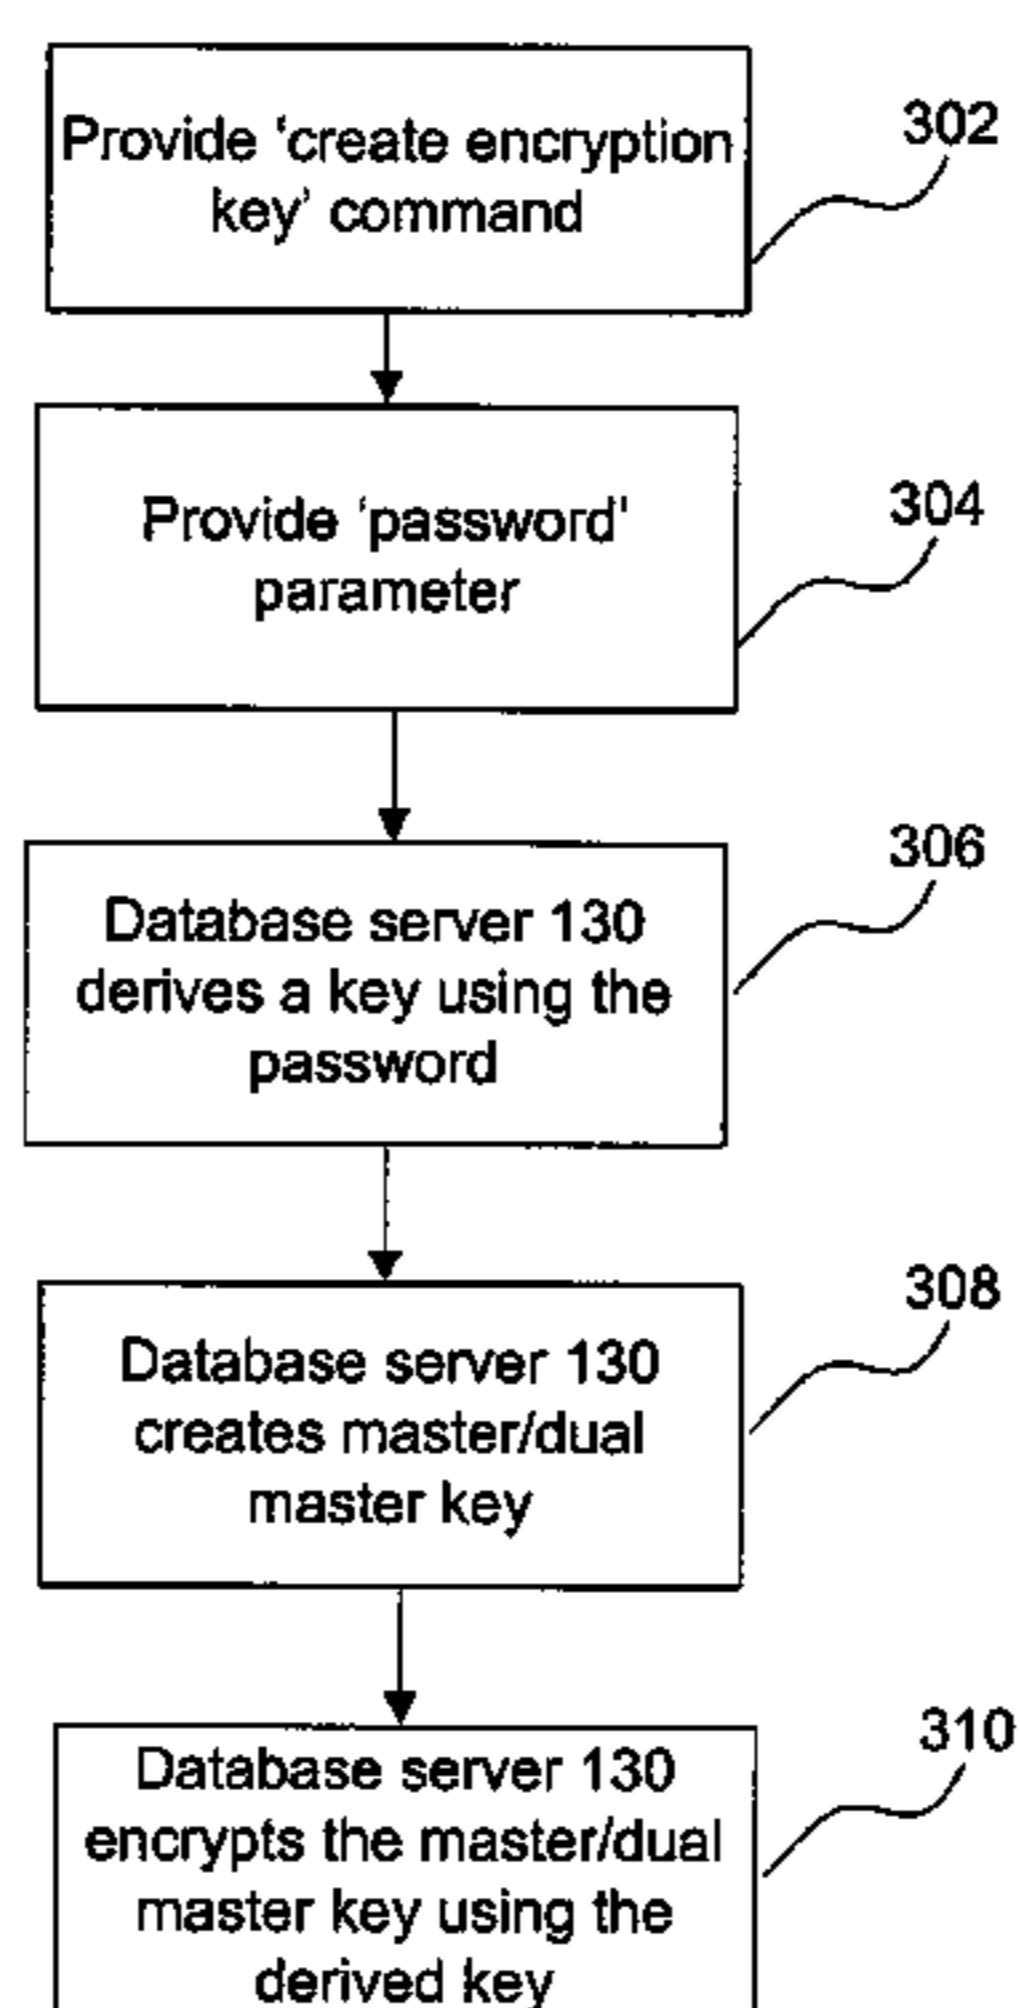 Provide ‘create encryption
key’ command
302
Provide ‘password'
parameter
304
Database server 130
derives a key using the
password
306
Database server 130
creates master/dual
master key
308
Database server 130
encrypts the master/dual
master key using the
derived key
310